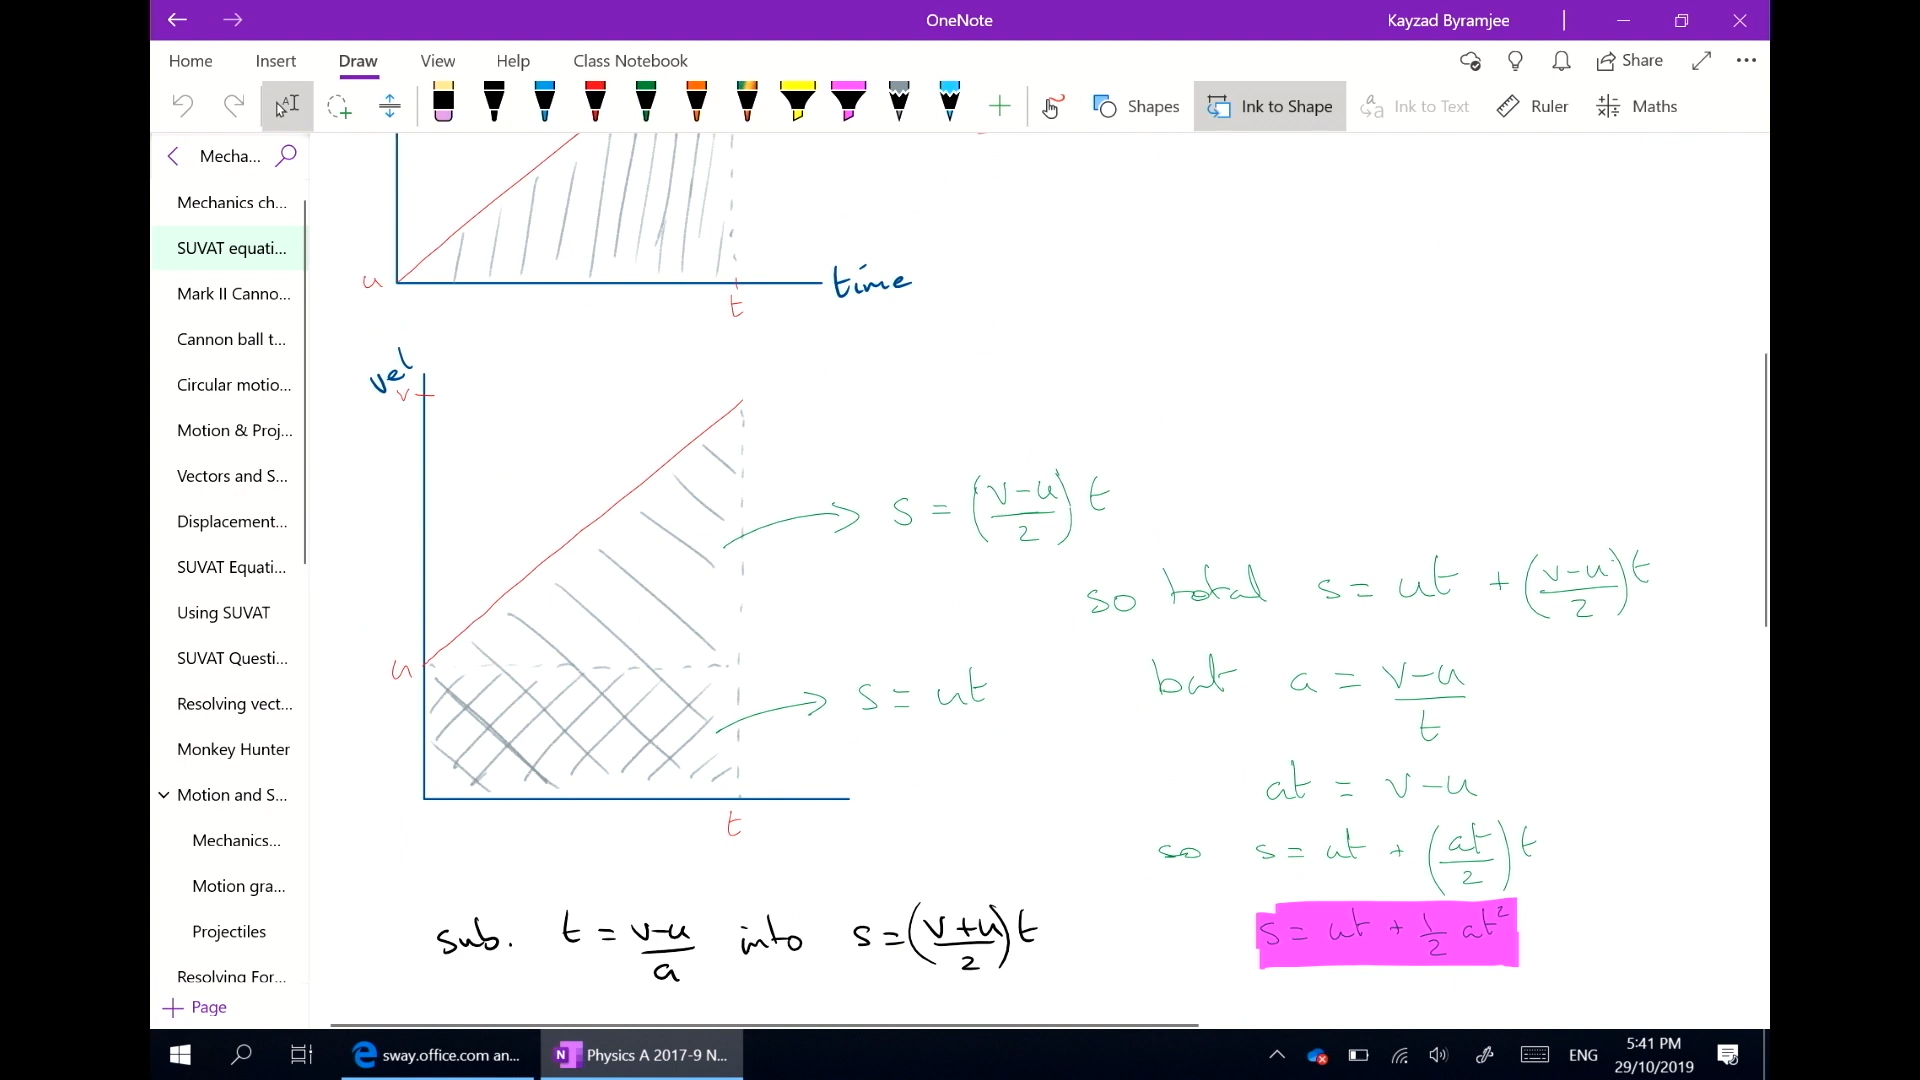 OneNote
Kayzad Byramjee
Home Insert Draw View Help Class Notebook
Share
Shapes Ink to Shape Ink to Text Ruler Maths
Mecha...
Mechanics ch...
SUVAT equati...
Mark II Canno...
Cannon ball t...
Circular motio...
Motion & Proj...
Vectors and S...
Displacement...
SUVAT Equati...
Using SUVAT
SUVAT Questi...
Resolving vect...
Monkey Hunter
Motion and S...
Mechanics...
Motion gra...
Projectiles
Resolving For...
Page
u
time
t
vel
v
s = ((v-u)/2) t
so total s = ut + ((v-u)/2) t
u
s = ut
but a = (v-u)/t
at = v-u
t
so s = ut + (at/2) t
s = ut + 1/2 at²
sub. t = (v-u)/a into s = ((v+u)/2) t
sway.office.com an...
Physics A 2017-9 N...
ENG
5:41 PM
29/10/2019